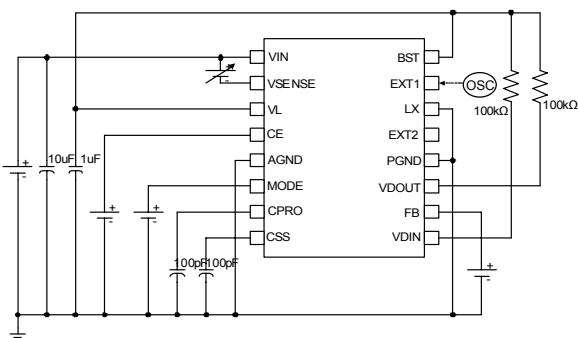 VIN
VSENSE
VL
CE
AGND
MODE
CPRO
CSS
BST
EXT1
LX
EXT2
PGND
VDOUT
FB
VDIN
OSC
100kΩ
100kΩ
10uF
1uF
100pF
100pF
+
-
+
-
+
-
+
-
+
-